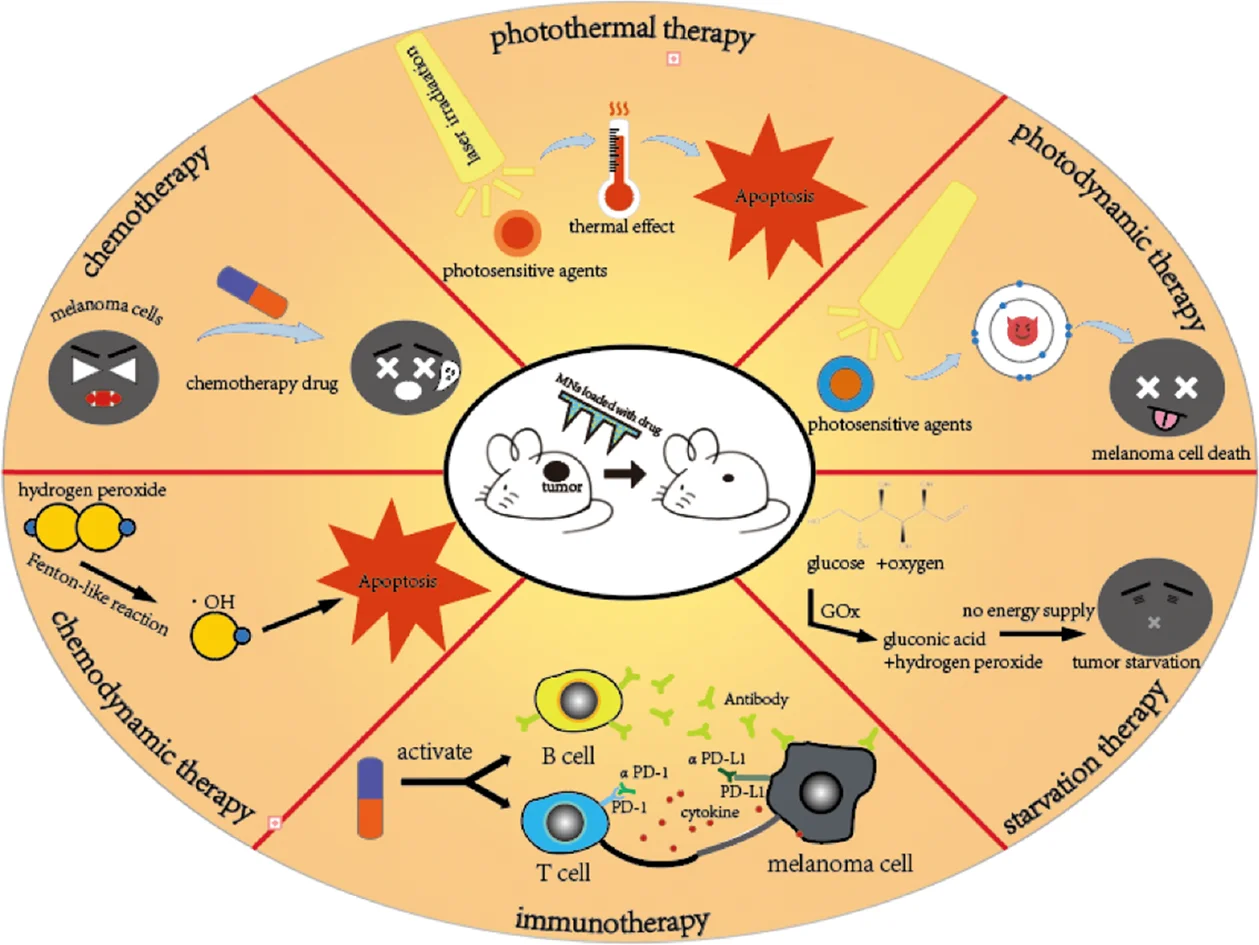 photothermal therapy
laser irradiation
thermal effect
Apoptosis
photosensitive agents
photodynamic therapy
photosensitive agents
melanoma cell death
chemotherapy
melanoma cells
chemotherapy drug
MNs loaded with drug
tumor
hydrogen peroxide
Fenton-like reaction
· OH
Apoptosis
chemodynamic therapy
glucose +oxygen
GOx
no energy supply
gluconic acid
+hydrogen peroxide
tumor starvation
starvation therapy
activate
B cell
Antibody
α PD-1
PD-1
α PD-L1
PD-L1
cytokine
T cell
melanoma cell
immunotherapy